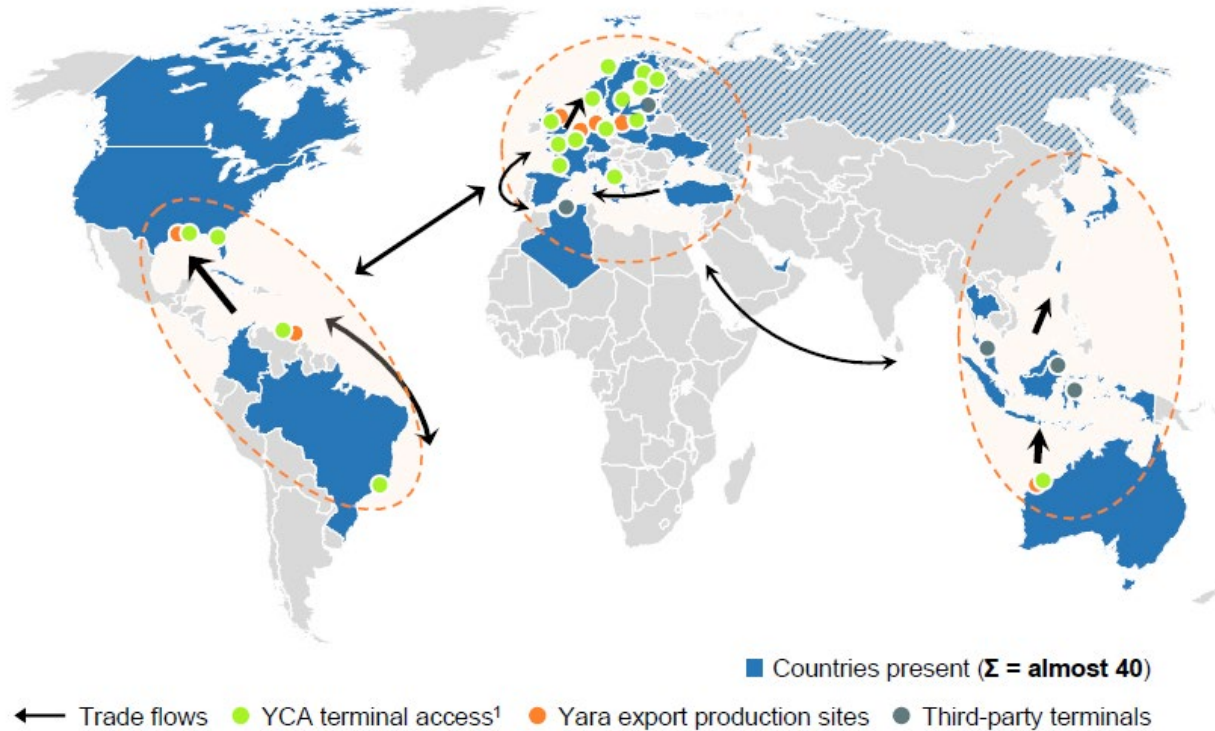 Countries present (Σ = almost 40)
Trade flows YCA terminal access¹ Yara export production sites Third-party terminals